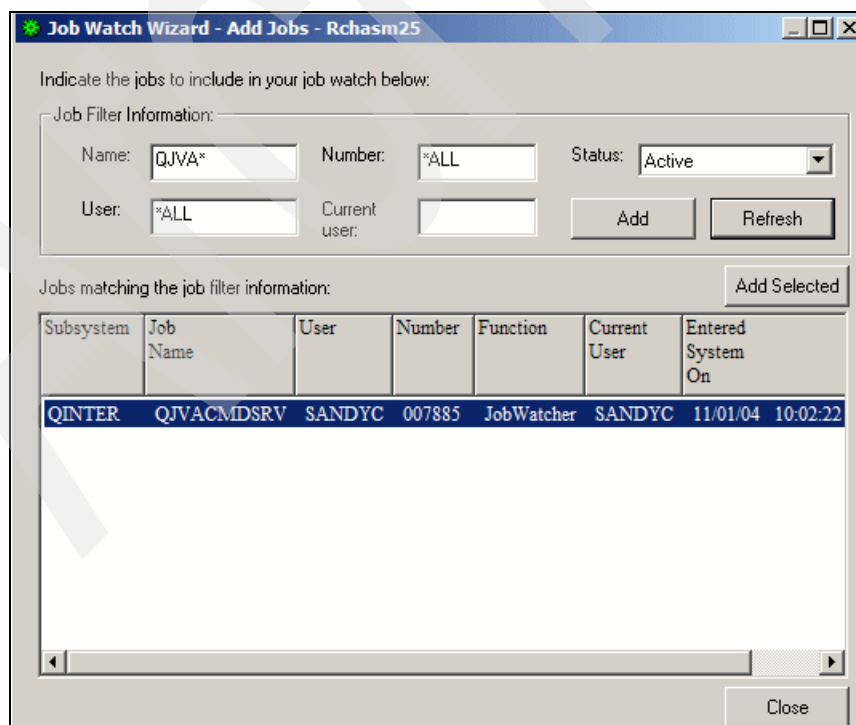 Job Watch Wizard - Add Jobs - Rchasm25
Indicate the jobs to include in your job watch below:
Job Filter Information:
Name: QJVA* Number: *ALL Status: Active
User: *ALL Current user: Add Refresh
Jobs matching the job filter information: Add Selected
Subsystem Job Name User Number Function Current User Entered System On
QINTER QJVACMDSRV SANDYC 007885 JobWatcher SANDYC 11/01/04 10:02:22
Close